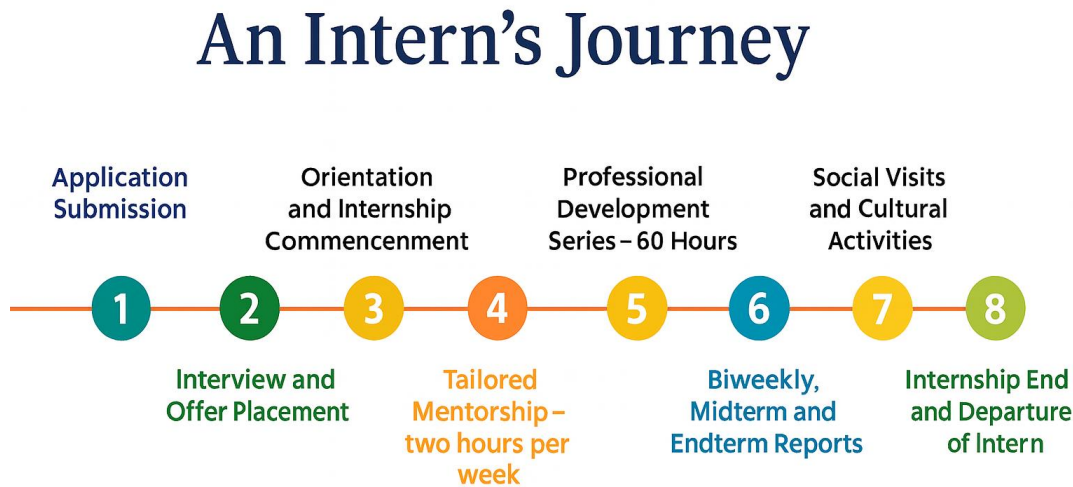 An Intern's Journey
Application
Submission
Orientation
and Internship
Commencenment
Professional
Development
Series – 60 Hours
Social Visits
and Cultural
Activities
1
2
3
4
5
6
7
8
Interview and
Offer Placement
Tailored
Mentorship –
two hours per
week
Biweekly,
Midterm and
Endterm Reports
Internship End
and Departure
of Intern